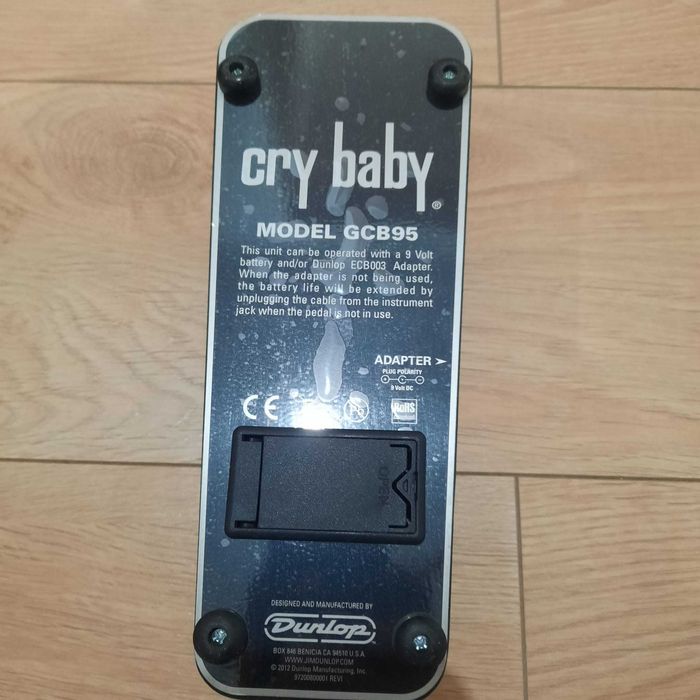 cry baby ®
MODEL GCB95
This unit can be operated with a 9 Volt
battery and/or Dunlop ECB003 Adapter.
When the adapter is not being used,
the battery life will be extended by
unplugging the cable from the instrument
jack when the pedal is not in use.
ADAPTER
PLUG POLARITY
9 Volt DC
CE
Pb
RoHS
OPEN
DESIGNED AND MANUFACTURED BY
Dunlop
BOX 846 BENICIA CA 94510 U.S.A.
WWW.JIMDUNLOP.COM
© 2012 Dunlop Manufacturing, Inc.
97200800001 REVI